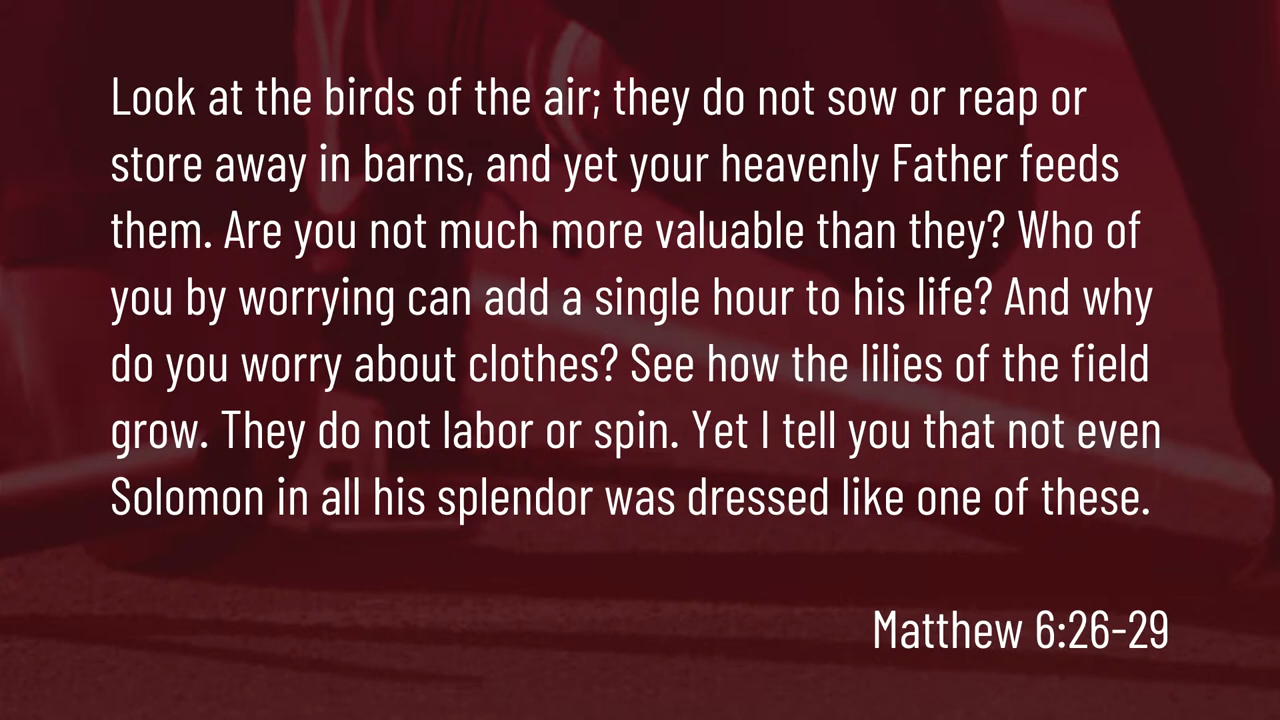 Look at the birds of the air; they do not sow or reap or
store away in barns, and yet your heavenly Father feeds
them. Are you not much more valuable than they? Who of
you by worrying can add a single hour to his life? And why
do you worry about clothes? See how the lilies of the field
grow. They do not labor or spin. Yet I tell you that not even
Solomon in all his splendor was dressed like one of these.
Matthew 6:26-29